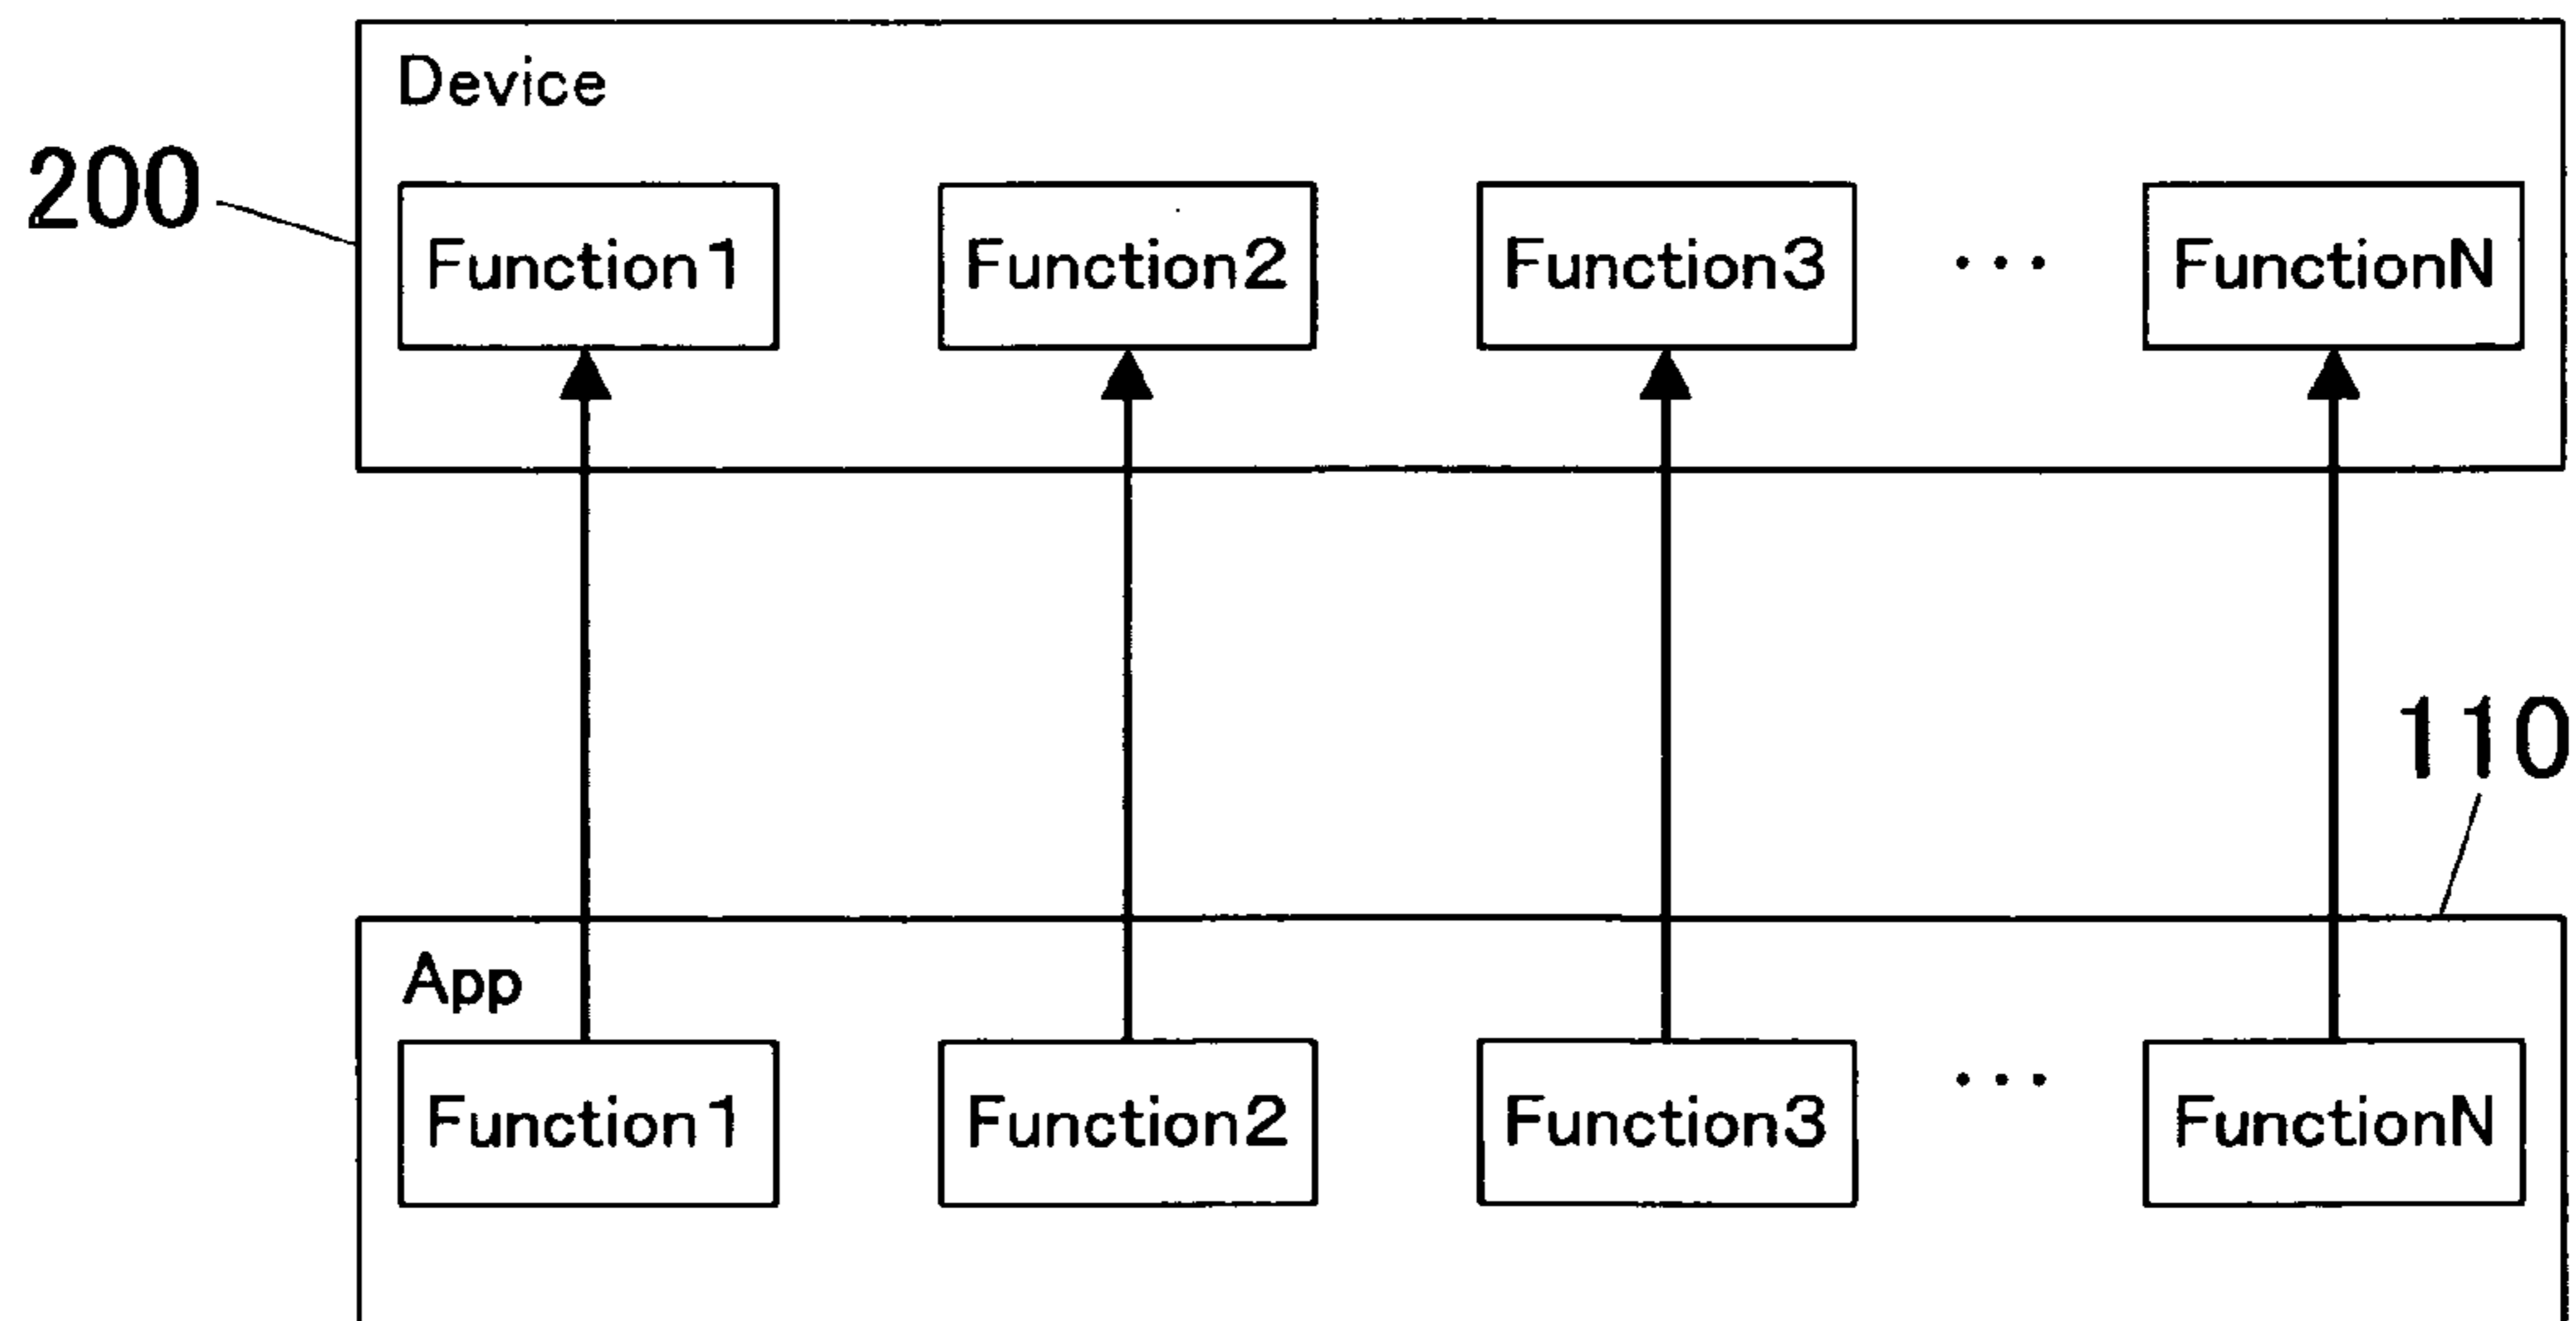 Device
200
Function1 Function2 Function3 ··· FunctionN
110
App
Function1 Function2 Function3 ··· FunctionN